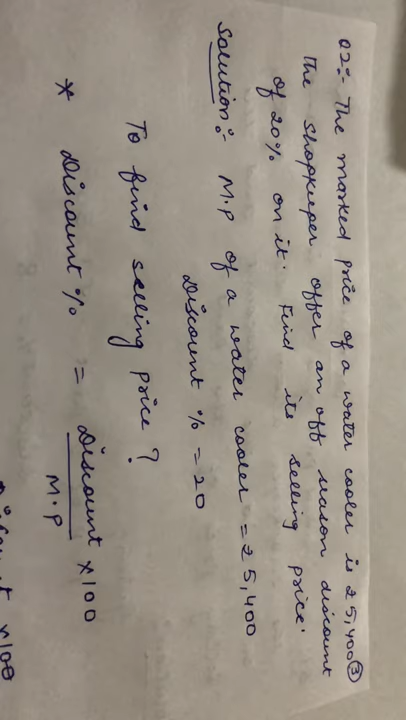 Q2:- The marked price of a water cooler is ₹5,400 ③
The shopkeeper offer an off season discount
of 20% on it. Find its selling price.
Solution:- M.P of a water cooler = ₹5,400
Discount % = 20
To find selling price?
* Discount % = Discount × 100
M.P
× 100